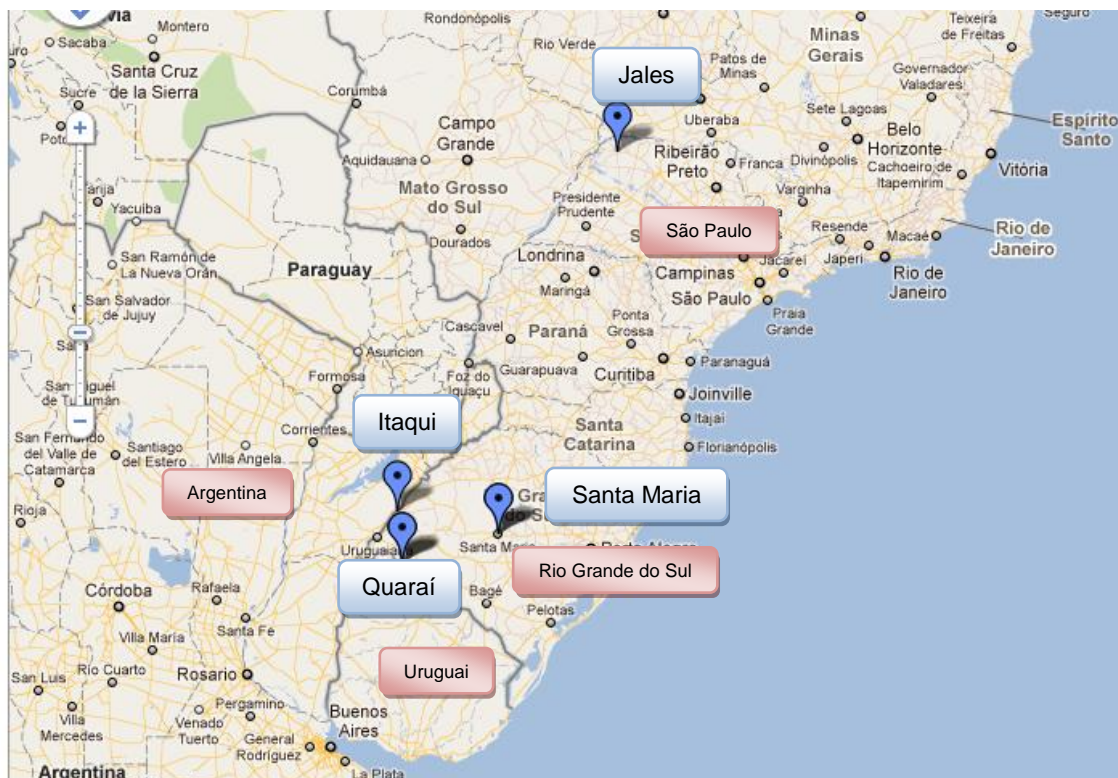 Montero
Rondonópolis
Seguro
Teixeira
de Freitas
Sacaba
Minas
Gerais
Rio Verde
Santa Cruz
de la Sierra
Jales
Patos de
Minas
Governador
Valadares
Sucre
Corumbá
Sete Lagoas
Espírito
Santo
Campo
Grande
Uberaba
Belo
Horizonte
Ribeirão
Preto
Franca
Divinópolis
Aquidauana
Cachoeiro de
Itapemirim
Vitória
Mato Grosso
do Sul
Presidente
Prudente
Varginha
Yacuiba
São Paulo
Resende
Macaé
Rio de
Janeiro
Dourados
San Ramón de
La Nueva Orán
Londrina
Jacareí
Japeri
Paraguay
Campinas
Rio de
Janeiro
Maringá
São Paulo
San Salvador
de Jujuy
Praia
Grande
Ponta
Grossa
Cascavel
Paraná
Asuncion
Paranaguá
Foz do
Iguaçu
Guarapuava
Curitiba
Formosa
Joinville
Itaqui
Itajaí
Santa
Catarina
Corrientes
Florianópolis
San Fernando
del Valle de
Catamarca
Santiago
del Estero
Villa Angela
Argentina
Santa Maria
Rioja
Santa Maria
Rio Grande do Sul
Quaraí
Bagé
Rafaela
Córdoba
Pelotas
Santa Fe
Villa María
Uruguai
Río Cuarto
Rosario
San Luis
Pergamino
Buenos
Aires
Villa
Mercedes
Venado
Tuerto
General
Rodríguez
La Plata
Argentina